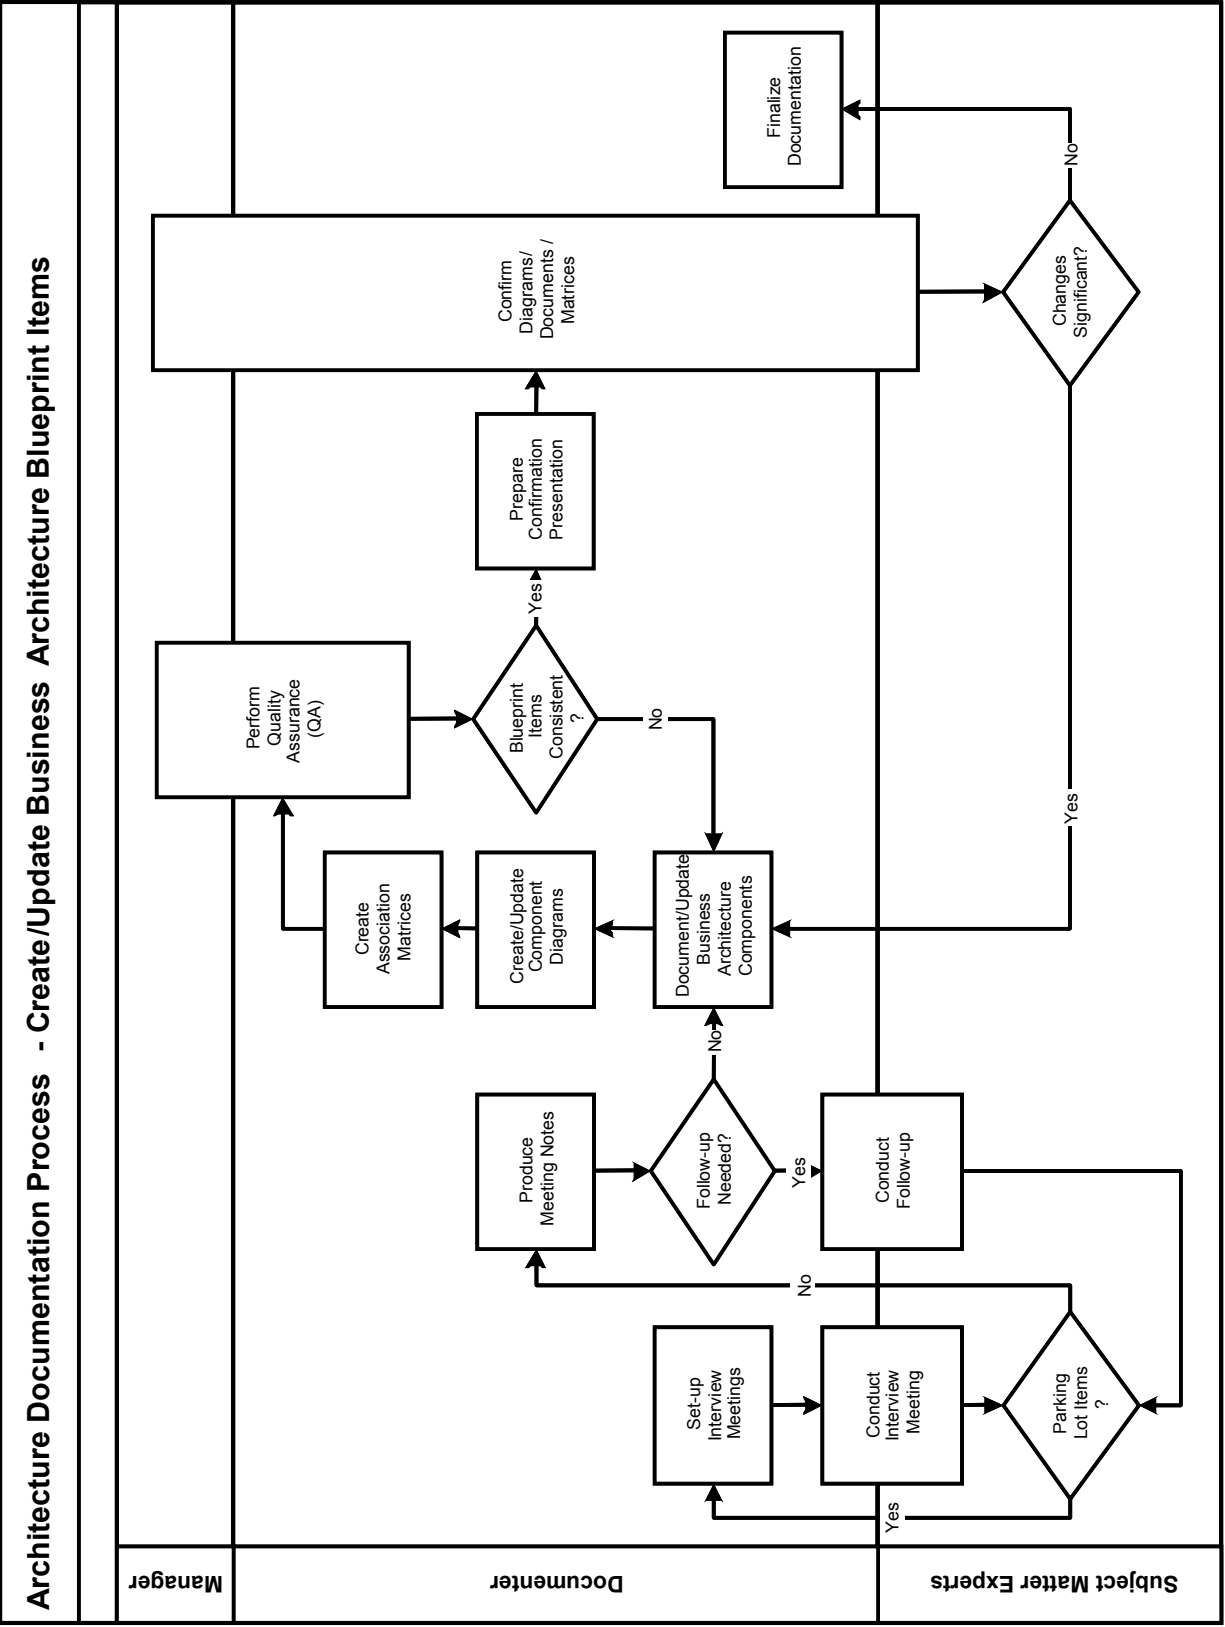 Architecture Documentation Process - Create/Update Business Architecture Blueprint Items
Manager
Documenter
Subject Matter Experts
Set-up
Interview
Meetings
Conduct
Interview
Meeting
Parking
Lot Items
?
Yes
No
Produce
Meeting Notes
Follow-up
Needed?
Yes
Conduct
Follow-up
No
Document/Update
Business
Architecture
Components
Create/Update
Component
Diagrams
Create
Association
Matrices
Perform
Quality
Assurance
(QA)
Blueprint
Items
Consistent
?
No
Yes
Prepare
Confirmation
Presentation
Confirm
Diagrams/
Documents /
Matrices
Changes
Significant?
Yes
No
Finalize
Documentation